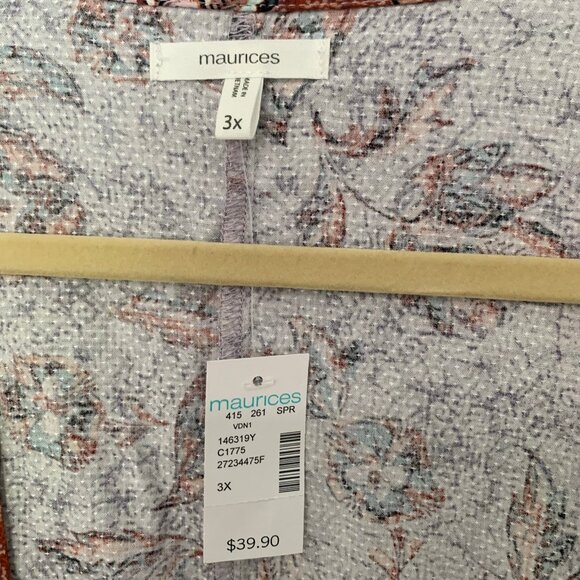 maurices
MADE IN
VIETNAM
3x
maurices
415 261 SPR
VDN1
146319Y
C1775
27234475F
3X
$39.90